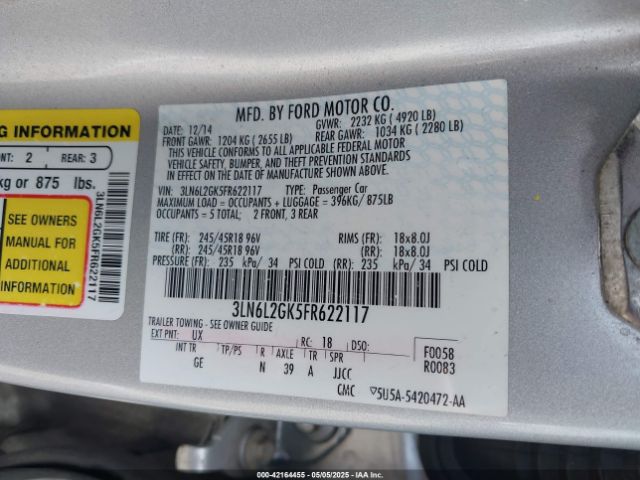 MFD. BY FORD MOTOR CO.
DATE: 12/14 GVWR: 2232 KG ( 4920 LB)
FRONT GAWR: 1204 KG ( 2655 LB) REAR GAWR: 1034 KG ( 2280 LB)
THIS VEHICLE CONFORMS TO ALL APPLICABLE FEDERAL MOTOR
VEHICLE SAFETY, BUMPER, AND THEFT PREVENTION STANDARDS
IN EFFECT ON THE DATE OF MANUFACTURE SHOWN ABOVE.
VIN: 3LN6L2GK5FR622117 TYPE: Passenger Car
MAXIMUM LOAD = OCCUPANTS + LUGGAGE = 396KG/ 875LB
OCCUPANTS = 5 TOTAL; 2 FRONT, 3 REAR
TIRE (FR): 245/45R18 96V RIMS (FR): 18x8.0J
(RR): 245/45R18 96V (RR): 18x8.0J
PRESSURE (FR): 235 kPa/ 34 PSI COLD (RR): 235 kPa/ 34 PSI COLD
3LN6L2GK5FR622117
TRAILER TOWING - SEE OWNER GUIDE
EXT PNT: UX RC: 18 DSO: F0058
INT TR TP/PS R AXLE TR SPR R0083
GE N 39 A JJCC
CMC 5U5A-5420472-AA
G INFORMATION
NT: 2 REAR: 3
kg or 875 lbs.
SEE OWNERS
MANUAL FOR
ADDITIONAL
INFORMATION
3LN6L2GK5FR622117
000-42164455 - 05/05/2025 - IAA Inc.